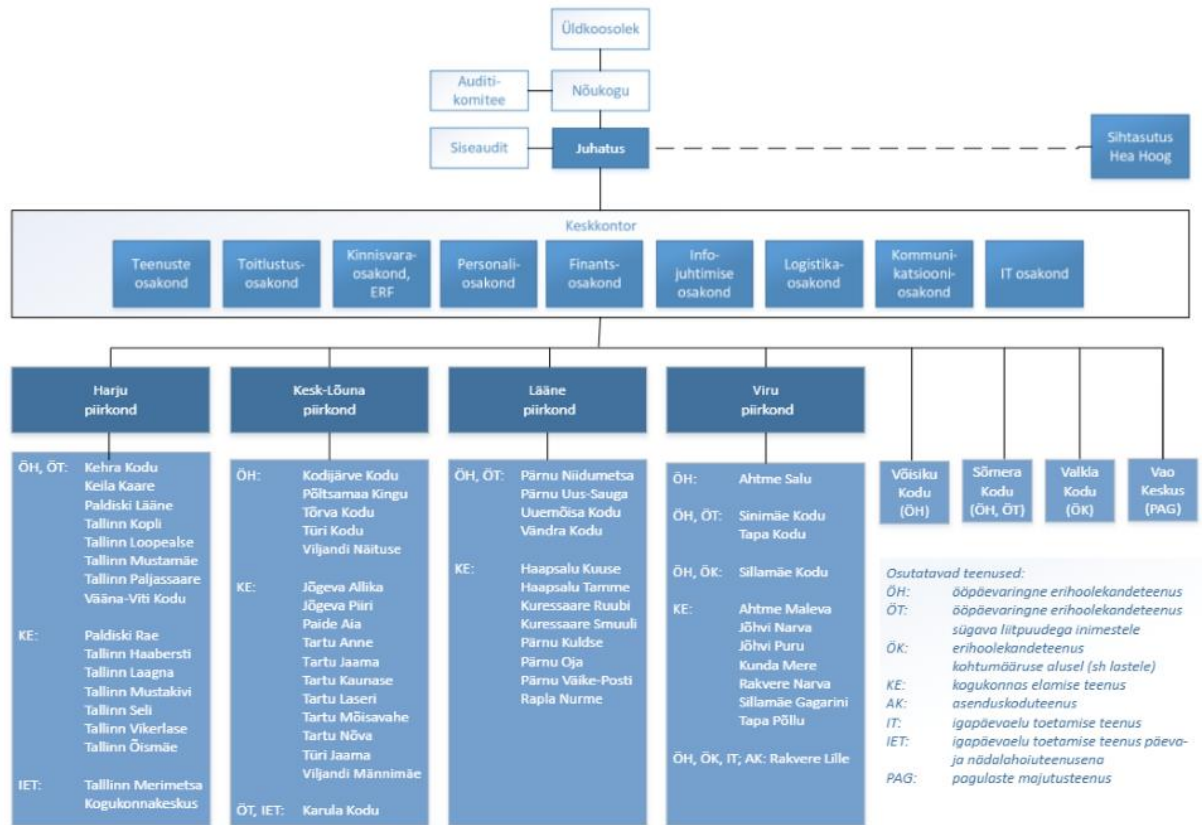 Üldkoosolek
Auditi-
komitee
Nõukogu
Siseaudit
Juhatus
Sihtasutus
Hea Hoog
Keskkontor
Teenuste
osakond
Toitlustus-
osakond
Kinnisvara-
osakond,
ERF
Personali-
osakond
Finants-
osakond
Info-
juhtimise
osakond
Logistika-
osakond
Kommuni-
katsiooni-
osakond
IT osakond
Harju
piirkond
ÖH, ÖT: Kehra Kodu
Keila Kaare
Paldiski Lääne
Tallinn Kopli
Tallinn Loopealse
Tallinn Mustamäe
Tallinn Paljassaare
Vääna-Viti Kodu
KE: Paldiski Rae
Tallinn Haabersti
Tallinn Laagna
Tallinn Mustakivi
Tallinn Seli
Tallinn Vikerlase
Tallinn Õismäe
IET: Talllinn Merimetsa
Kogukonnakeskus
Kesk-Lõuna
piirkond
ÖH: Kodijärve Kodu
Põltsamaa Kingu
Tõrva Kodu
Türi Kodu
Viljandi Näituse
KE: Jõgeva Allika
Jõgeva Piiri
Paide Aia
Tartu Anne
Tartu Jaama
Tartu Kaunase
Tartu Laseri
Tartu Mõisavahe
Tartu Nõva
Türi Jaama
Viljandi Männimäe
ÖT, IET: Karula Kodu
Lääne
piirkond
ÖH, ÖT: Pärnu Niidumetsa
Pärnu Uus-Sauga
Uuemõisa Kodu
Vändra Kodu
KE: Haapsalu Kuuse
Haapsalu Tamme
Kuressaare Ruubi
Kuressaare Smuuli
Pärnu Kuldse
Pärnu Oja
Pärnu Väike-Posti
Rapla Nurme
Viru
piirkond
ÖH: Ahtme Salu
ÖH, ÖT: Sinimäe Kodu
Tapa Kodu
ÖH, ÖK: Sillamäe Kodu
KE: Ahtme Maleva
Jõhvi Narva
Jõhvi Puru
Kunda Mere
Rakvere Narva
Sillamäe Gagarini
Tapa Põllu
ÖH, ÖK, IT; AK: Rakvere Lille
Võisiku
Kodu
(ÖH)
Sõmera
Kodu
(ÖH, ÖT)
Valkla
Kodu
(ÖK)
Vao
Keskus
(PAG)
Osutatavad teenused:
ÖH: ööpäevaringne erihoolekandeteenus
ÖT: ööpäevaringne erihoolekandeteenus
sügava liitpuudega inimestele
ÖK: erihoolekandeteenus
kohtumääruse alusel (sh lastele)
KE: kogukonnas elamise teenus
AK: asenduskoduteenus
IT: igapäevaelu toetamise teenus
IET: igapäevaelu toetamise teenus päeva-
ja nädalahoiuteenusena
PAG: pagulaste majutusteenus